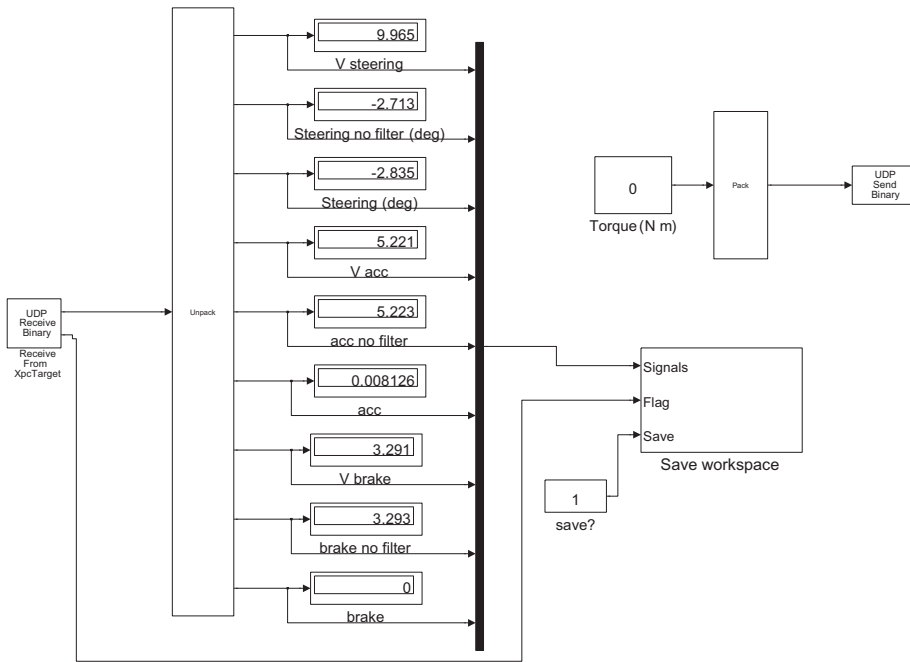 9.965
V steering
-2.713
Steering no filter (deg)
-2.835
Steering (deg)
5.221
V acc
5.223
acc no filter
0.008126
acc
3.291
V brake
3.293
brake no filter
0
brake
UDP
Receive
Binary
Receive
From
XpcTarget
Unpack
0
Torque (N m)
Pack
UDP
Send
Binary
Signals
Flag
Save
Save workspace
1
save?